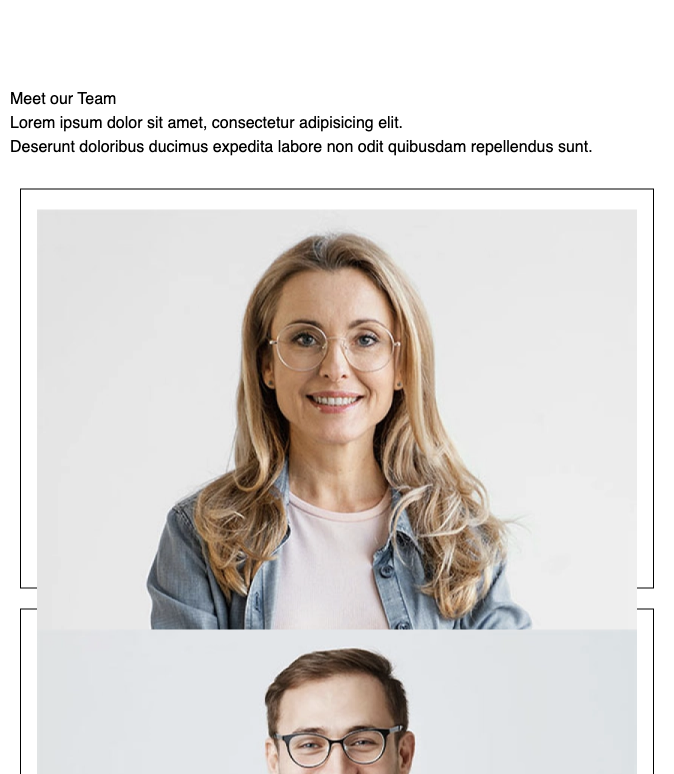 Meet our Team
Lorem ipsum dolor sit amet, consectetur adipisicing elit.
Deserunt doloribus ducimus expedita labore non odit quibusdam repellendus sunt.